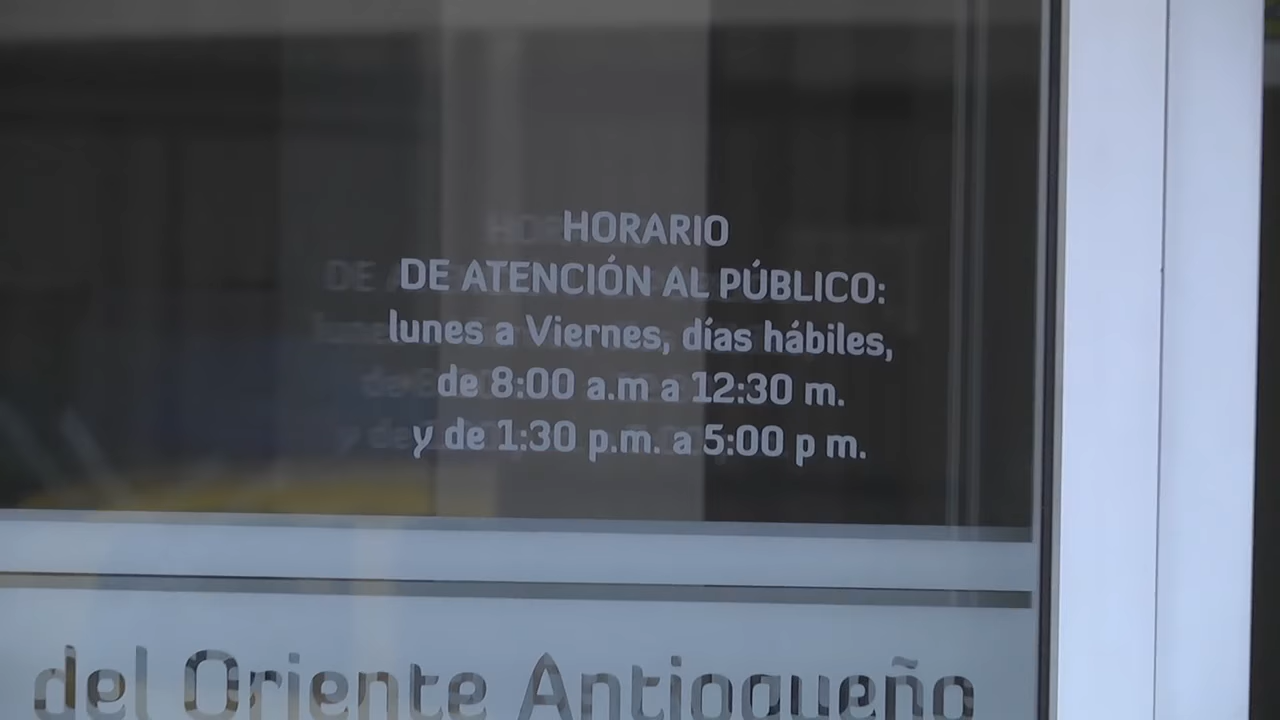 HORARIO
DE ATENCIÓN AL PÚBLICO:
lunes a Viernes, días hábiles,
de 8:00 a.m a 12:30 m.
y de 1:30 p.m. a 5:00 p m.
del Oriente Antioqueño